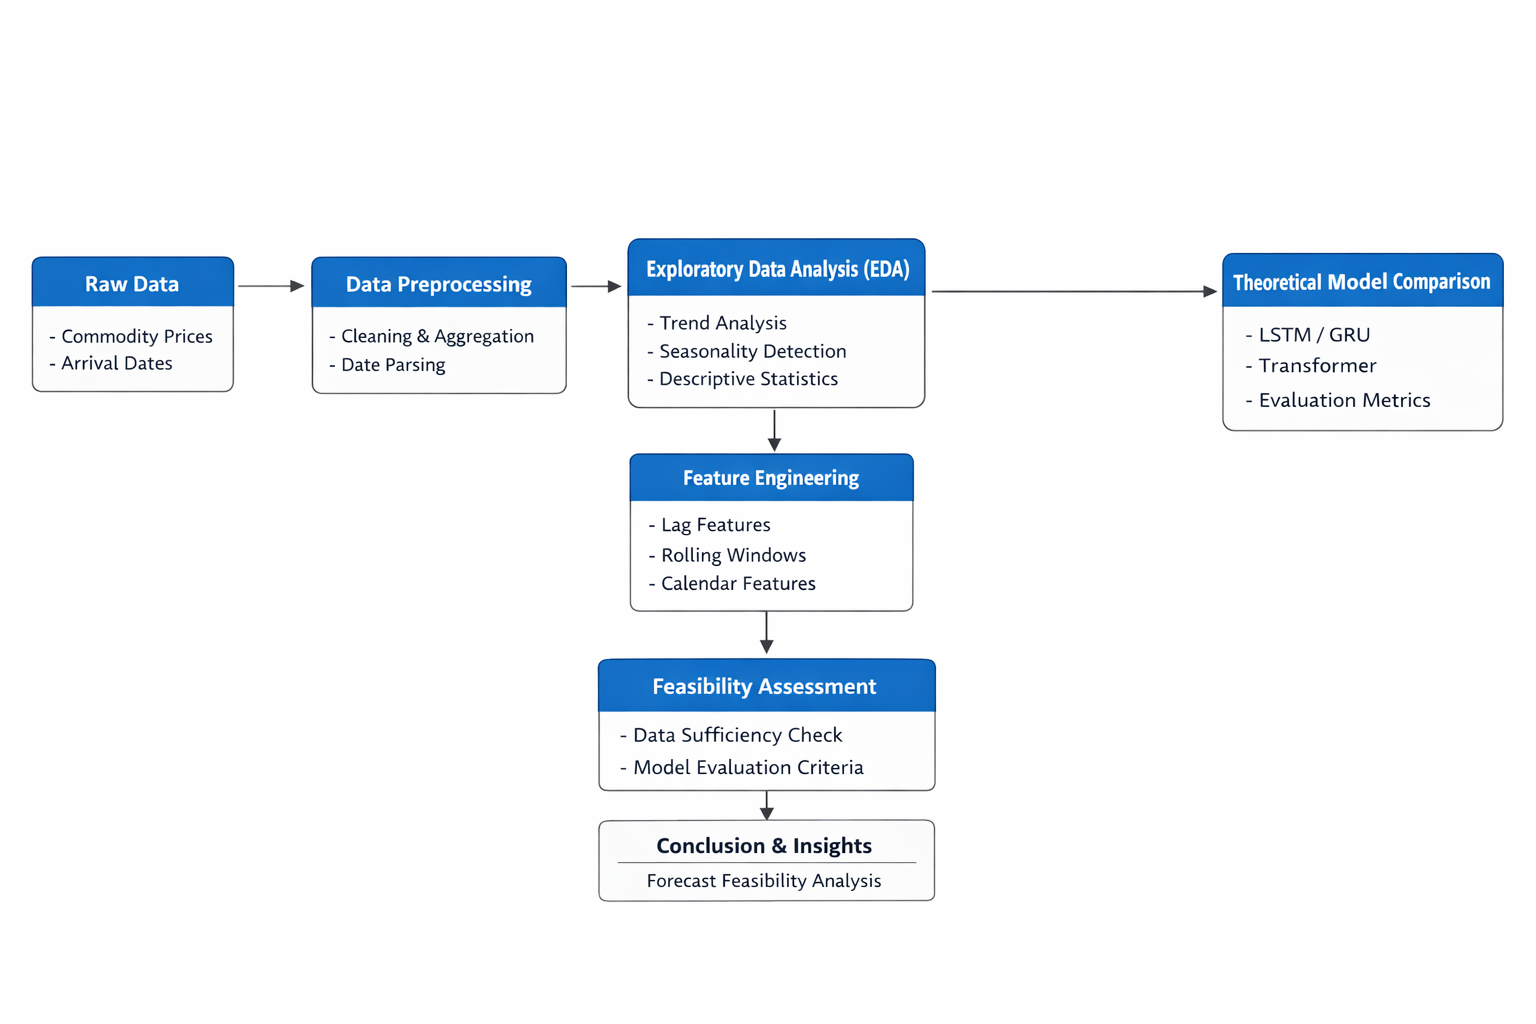 Raw Data
- Commodity Prices
- Arrival Dates
Data Preprocessing
- Cleaning & Aggregation
- Date Parsing
Exploratory Data Analysis (EDA)
- Trend Analysis
- Seasonality Detection
- Descriptive Statistics
Theoretical Model Comparison
- LSTM / GRU
- Transformer
- Evaluation Metrics
Feature Engineering
- Lag Features
- Rolling Windows
- Calendar Features
Feasibility Assessment
- Data Sufficiency Check
- Model Evaluation Criteria
Conclusion & Insights
Forecast Feasibility Analysis